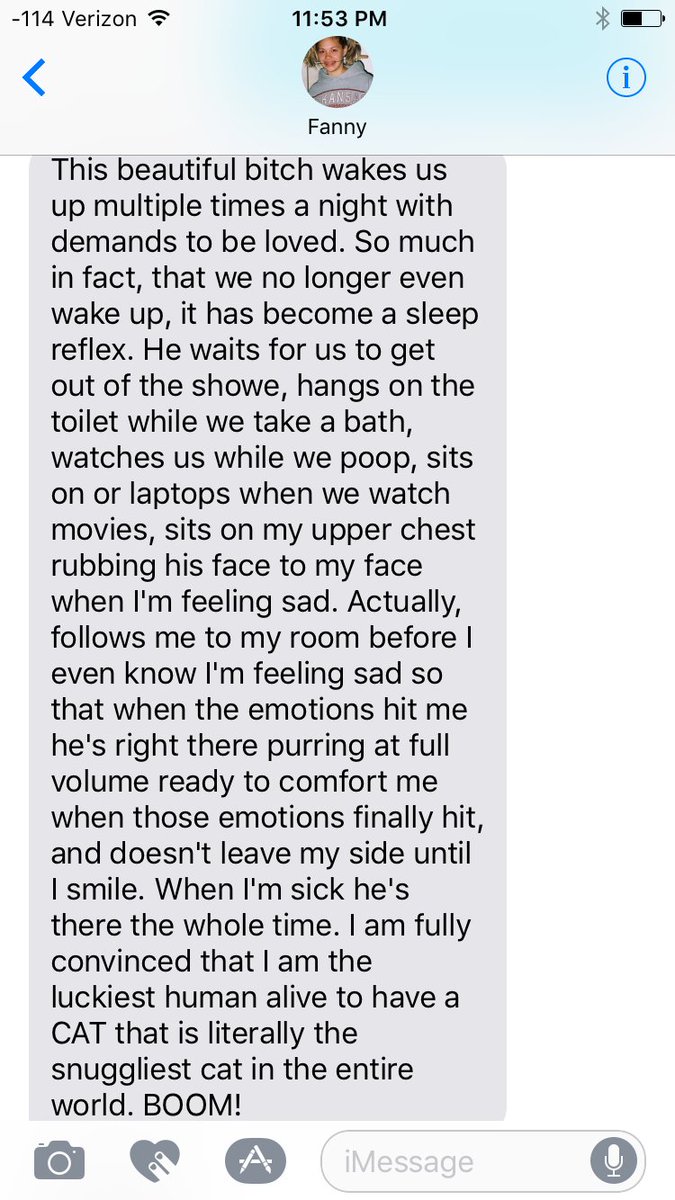 -114 Verizon 11:53 PM
Fanny
This beautiful bitch wakes us
up multiple times a night with
demands to be loved. So much
in fact, that we no longer even
wake up, it has become a sleep
reflex. He waits for us to get
out of the showe, hangs on the
toilet while we take a bath,
watches us while we poop, sits
on or laptops when we watch
movies, sits on my upper chest
rubbing his face to my face
when I'm feeling sad. Actually,
follows me to my room before I
even know I'm feeling sad so
that when the emotions hit me
he's right there purring at full
volume ready to comfort me
when those emotions finally hit,
and doesn't leave my side until
I smile. When I'm sick he's
there the whole time. I am fully
convinced that I am the
luckiest human alive to have a
CAT that is literally the
snuggliest cat in the entire
world. BOOM!
iMessage